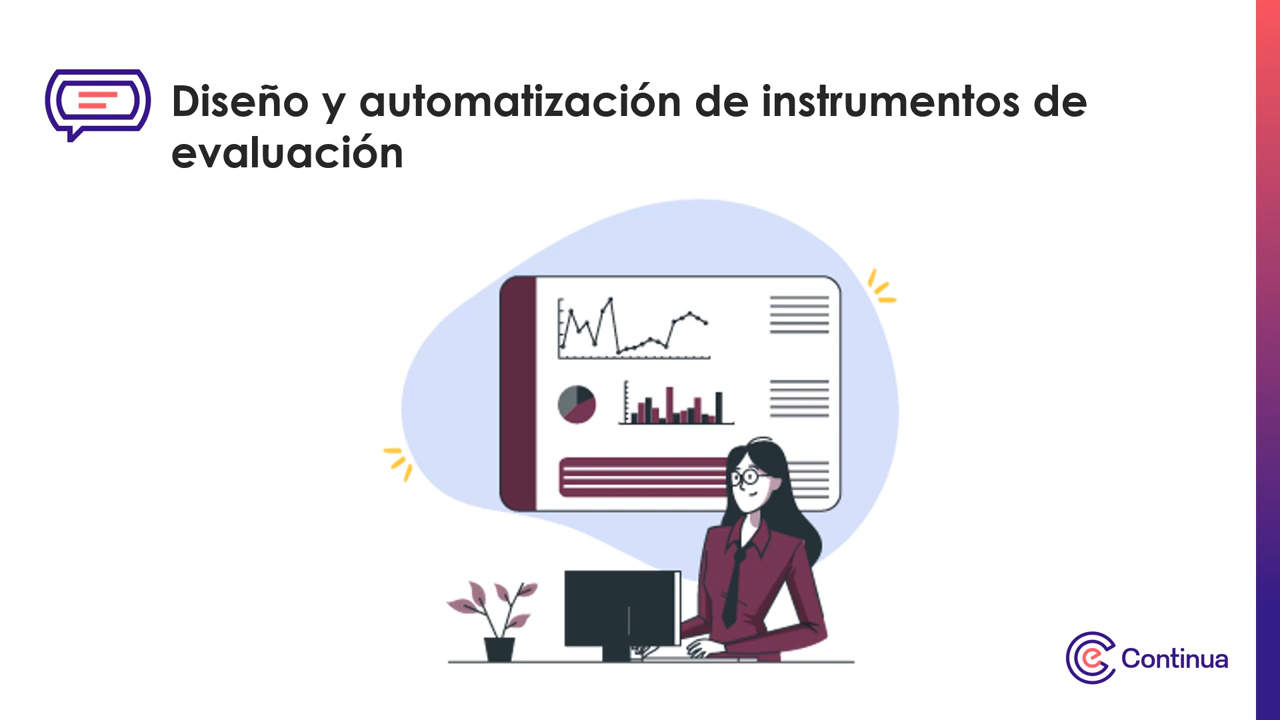 Diseño y automatización de instrumentos de
evaluación
Continua